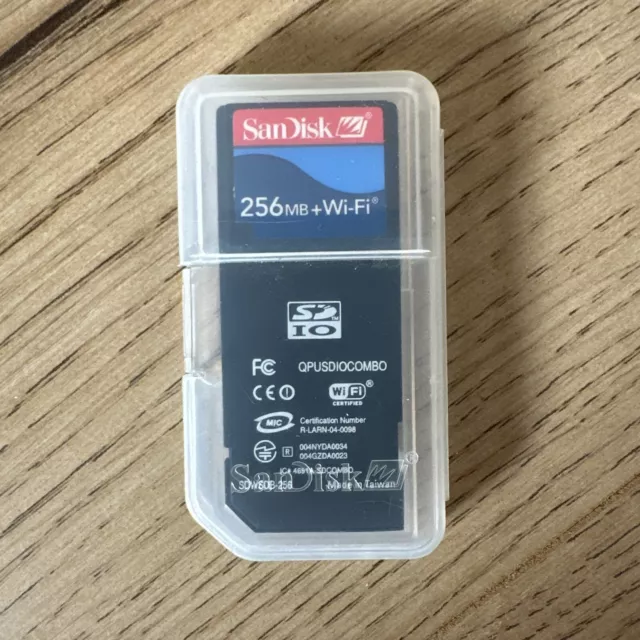 SanDisk
256MB+Wi-Fi®
SD
IO
FC QPUSDIOCOMBO
CE Wi Fi ®
CERTIFIED
MIC Certification Number
R-LARN-04-0098
R 004NYDA0034
004GZDA0023
SanDisk ®
SDWSDB-256 Made in Taiwan